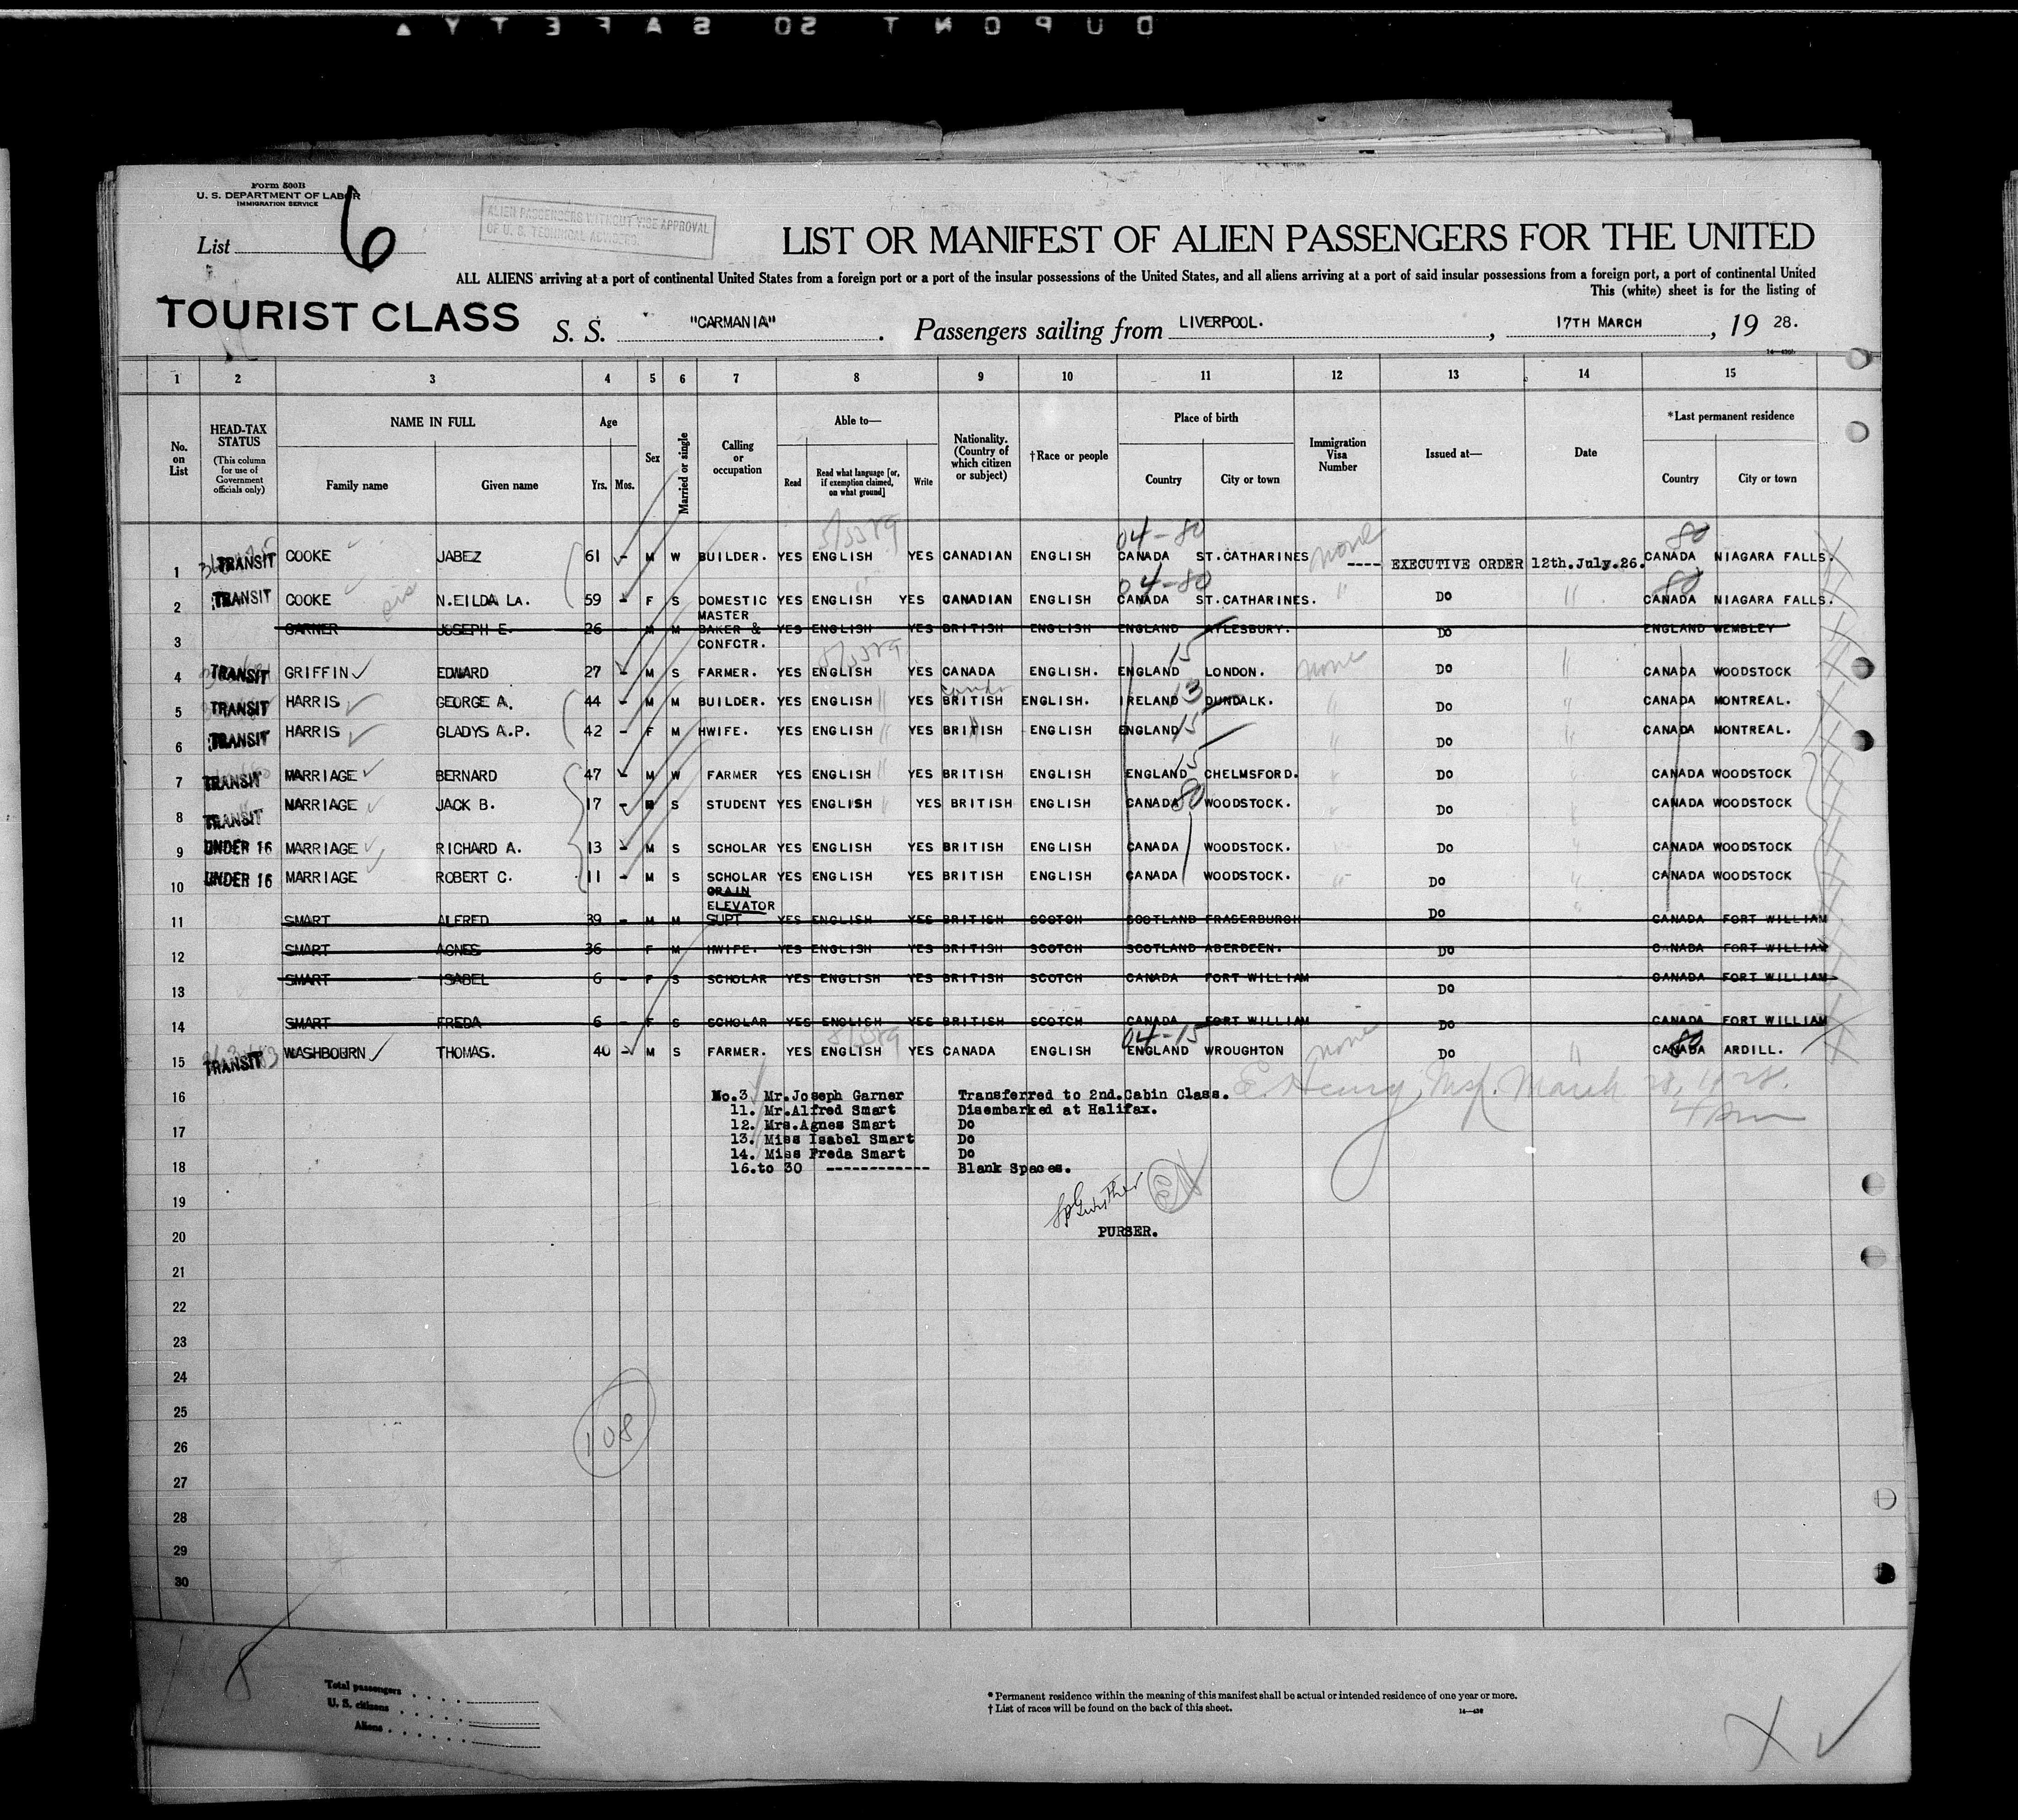 DUPONT SO SAFETY
Form 500B
U. S. DEPARTMENT OF LABOR
IMMIGRATION SERVICE
List 6
ALIEN PASSENGERS WITHOUT VISE APPROVAL
OF U. S. TECHNICAL ADVISERS.
LIST OR MANIFEST OF ALIEN PASSENGERS FOR THE UNITED
ALL ALIENS arriving at a port of continental United States from a foreign port or a port of the insular possessions of the United States, and all aliens arriving at a port of said insular possessions from a foreign port, a port of continental United
This (white) sheet is for the listing of
TOURIST CLASS S. S. "CARMANIA". Passengers sailing from LIVERPOOL., 17TH MARCH, 19 28.
1 2 3 4 5 6 7 8 9 10 11 12 13 14 15
No. on List
HEAD-TAX STATUS (This column for use of Government officials only)
NAME IN FULL Family name Given name
Age Yrs. Mos.
Sex
Married or single
Calling or occupation
Able to— Read Read what language [or, if exemption claimed, on what ground] Write
Nationality. (Country of which citizen or subject)
†Race or people
Place of birth Country City or town
Immigration Visa Number
Issued at—
Date
*Last permanent residence Country City or town
04-80 80
1 TRANSIT COOKE JABEZ 61 - M W BUILDER. YES ENGLISH YES CANADIAN ENGLISH CANADA ST.CATHARINES none ---- EXECUTIVE ORDER 12th.July.26. CANADA NIAGARA FALLS.
04-80 80
2 TRANSIT COOKE N.EILDA LA. 59 - F S DOMESTIC YES ENGLISH YES CANADIAN ENGLISH CANADA ST.CATHARINES. " DO " CANADA NIAGARA FALLS.
3 GARNER JOSEPH E. 26 M M MASTER BAKER & CONFCTR. YES ENGLISH YES BRITISH ENGLISH ENGLAND AYLESBURY. DO ENGLAND WEMBLEY
4 TRANSIT GRIFFIN EDWARD 27 - M S FARMER. YES ENGLISH YES CANADA ENGLISH. ENGLAND 15 LONDON. none DO " CANADA WOODSTOCK
5 TRANSIT HARRIS GEORGE A. 44 - M M BUILDER. YES ENGLISH YES BRITISH ENGLISH. IRELAND 13 DUNDALK. " DO " CANADA MONTREAL.
6 TRANSIT HARRIS GLADYS A.P. 42 - F M HWIFE. YES ENGLISH YES BRITISH ENGLISH ENGLAND 15 " DO " CANADA MONTREAL.
7 TRANSIT MARRIAGE BERNARD 47 - M W FARMER YES ENGLISH YES BRITISH ENGLISH ENGLAND 15 CHELMSFORD. " DO " CANADA WOODSTOCK
8 TRANSIT MARRIAGE JACK B. 17 - M S STUDENT YES ENGLISH YES BRITISH ENGLISH CANADA 80 WOODSTOCK. " DO " CANADA WOODSTOCK
9 UNDER 16 MARRIAGE RICHARD A. 13 - M S SCHOLAR YES ENGLISH YES BRITISH ENGLISH CANADA WOODSTOCK. " DO " CANADA WOODSTOCK
10 UNDER 16 MARRIAGE ROBERT C. 11 - M S SCHOLAR YES ENGLISH YES BRITISH ENGLISH CANADA WOODSTOCK. " DO " CANADA WOODSTOCK
11 SMART ALFRED 39 - M M GRAIN ELEVATOR SUPT YES ENGLISH YES BRITISH SCOTCH SCOTLAND FRASERBURGH DO CANADA FORT WILLIAM
12 SMART AGNES 36 F M HWIFE. YES ENGLISH YES BRITISH SCOTCH SCOTLAND ABERDEEN. DO CANADA FORT WILLIAM
13 SMART ISABEL 6 - F S SCHOLAR YES ENGLISH YES BRITISH SCOTCH CANADA FORT WILLIAM DO CANADA FORT WILLIAM
14 SMART FREDA 6 - F S SCHOLAR YES ENGLISH YES BRITISH SCOTCH CANADA FORT WILLIAM DO CANADA FORT WILLIAM
04-15 80
15 TRANSIT WASHBOURN THOMAS. 40 - M S FARMER. YES ENGLISH YES CANADA ENGLISH ENGLAND WROUGHTON none DO " CANADA ARDILL.
16 No.3 Mr.Joseph Garner Transferred to 2nd.Cabin Class. E. Henry, Insp. March 28, 1928.
11. Mr.Alfred Smart Disembarked at Halifax. 4 pm
17 12. Mrs.Agnes Smart Do
13. Miss Isabel Smart Do
14. Miss Freda Smart Do
18 16.to 30 ------------ Blank Spaces.
19
20 PURSER.
21
22
23
24
25 108
26
27
28
29
30
8
Total passengers
U. S. citizens
Aliens
* Permanent residence within the meaning of this manifest shall be actual or intended residence of one year or more.
† List of races will be found on the back of this sheet.